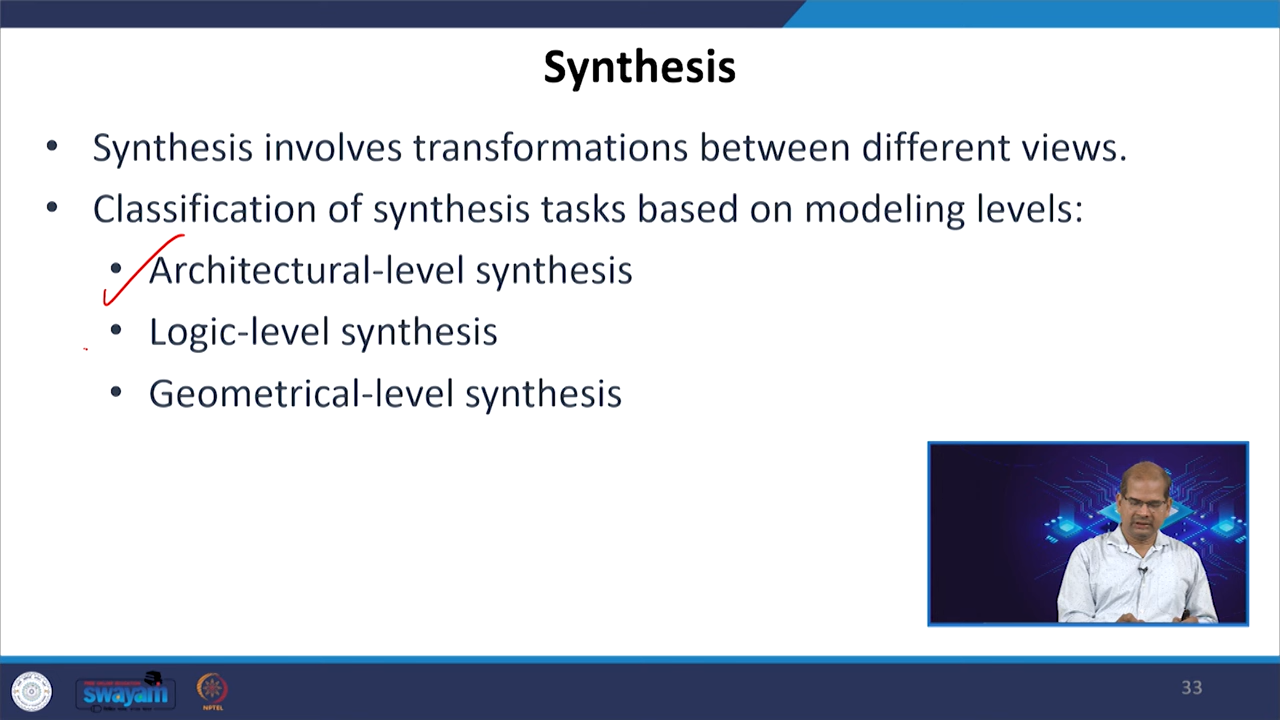 Synthesis
• Synthesis involves transformations between different views.
• Classification of synthesis tasks based on modeling levels:
• Architectural-level synthesis
• Logic-level synthesis
• Geometrical-level synthesis
swayam
NPTEL
33